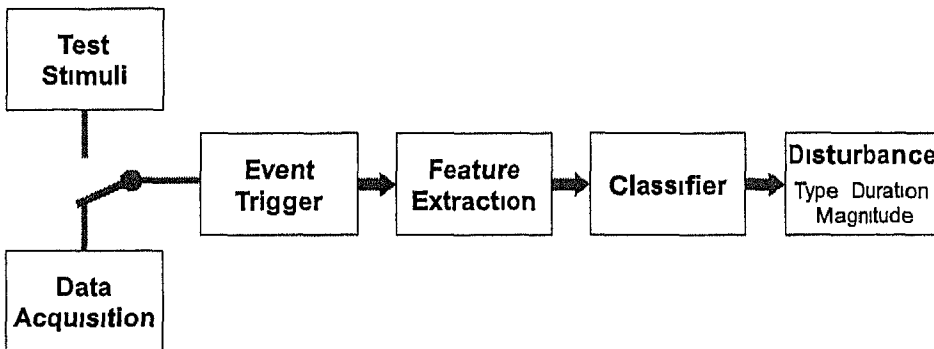 Test
Stimuli
Event
Trigger
Feature
Extraction
Classifier
Disturbance
Type Duration
Magnitude
Data
Acquisition